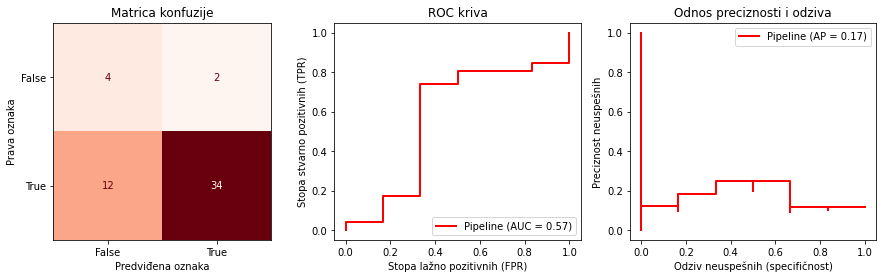 Matrica konfuzije
False
4
2
True
12
34
False
True
Prava oznaka
Predviđena oznaka
ROC kriva
1.0
0.8
0.6
0.4
0.2
0.0
0.0
0.2
0.4
0.6
0.8
1.0
Stopa stvarno pozitivnih (TPR)
Pipeline (AUC = 0.57)
Stopa lažno pozitivnih (FPR)
Odnos preciznosti i odziva
Pipeline (AP = 0.17)
1.0
0.8
0.6
0.4
0.2
0.0
0.0
0.2
0.4
0.6
0.8
1.0
Preciznost neuspešnih
Odziv neuspešnih (specifičnost)